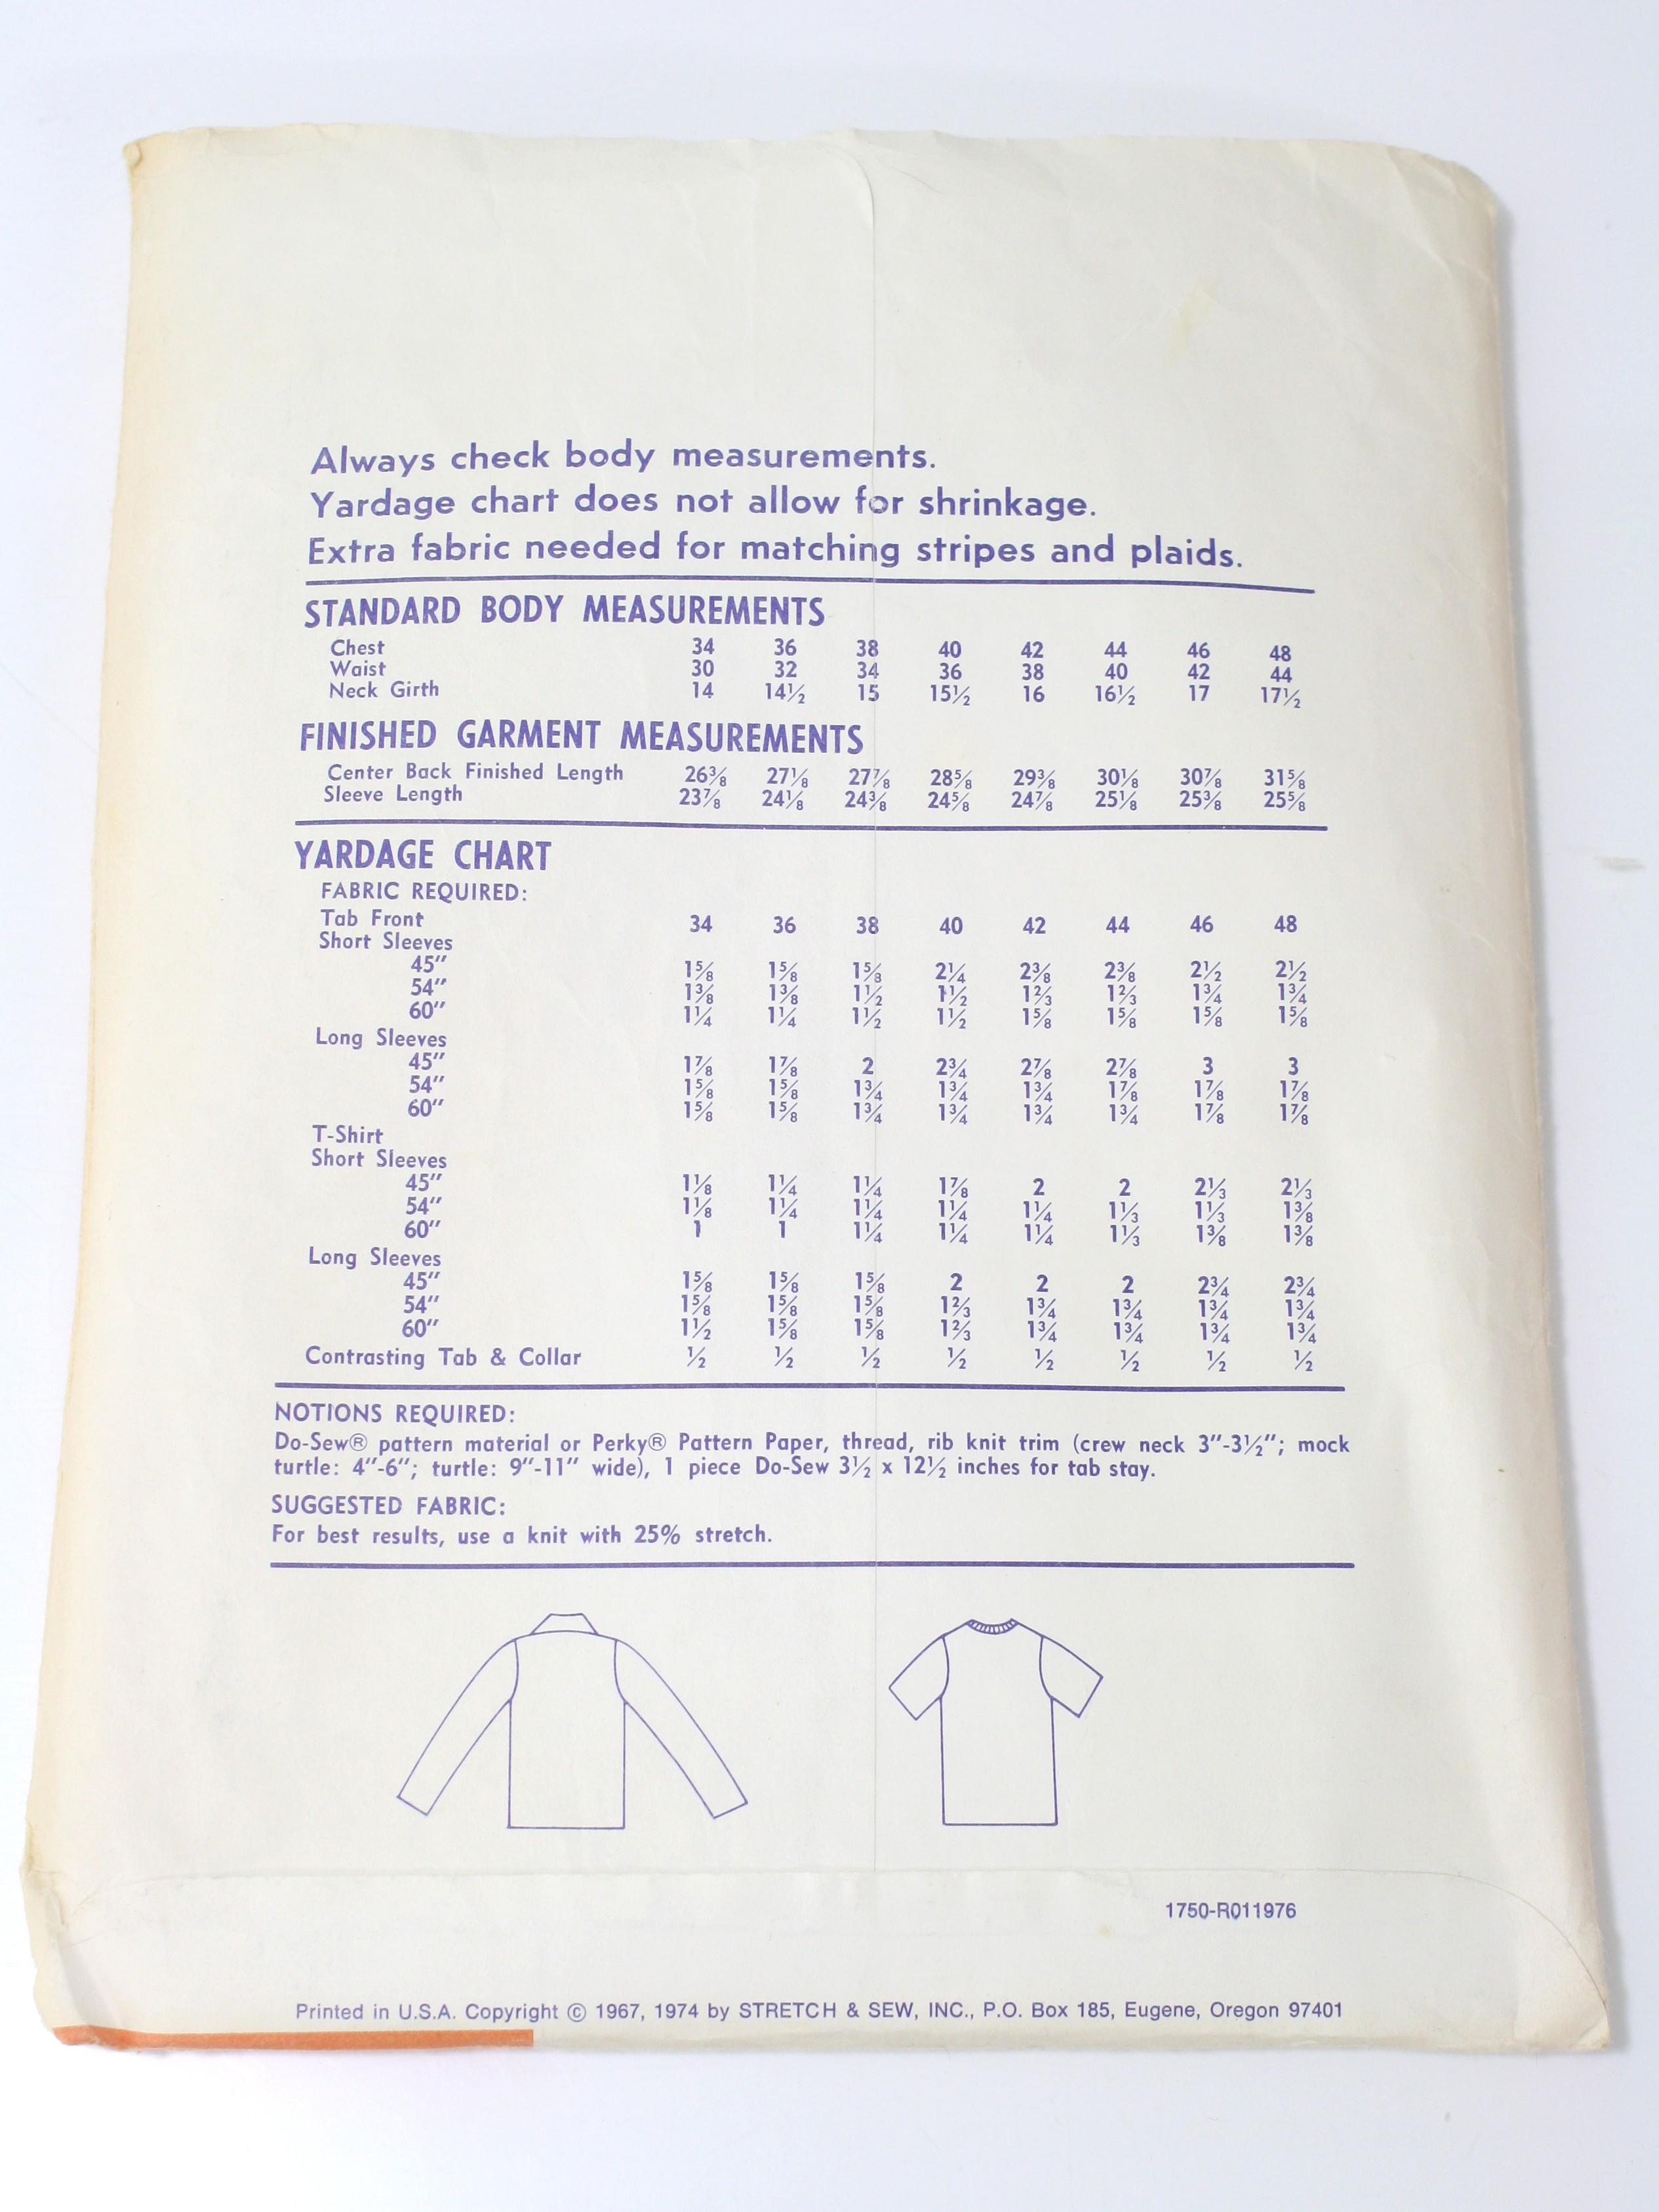 Always check body measurements.
Yardage chart does not allow for shrinkage.
Extra fabric needed for matching stripes and plaids.
STANDARD BODY MEASUREMENTS
Chest 34 36 38 40 42 44 46 48
Waist 30 32 34 36 38 40 42 44
Neck Girth 14 14½ 15 15½ 16 16½ 17 17½
FINISHED GARMENT MEASUREMENTS
Center Back Finished Length 26⅜ 27⅛ 27⅞ 28⅝ 29⅜ 30⅛ 30⅞ 31⅝
Sleeve Length 23⅞ 24⅛ 24⅜ 24⅝ 24⅞ 25⅛ 25⅜ 25⅝
YARDAGE CHART
FABRIC REQUIRED:
Tab Front 34 36 38 40 42 44 46 48
Short Sleeves
45" 1⅝ 1⅝ 1⅝ 2¼ 2⅜ 2⅜ 2½ 2½
54" 1⅜ 1⅜ 1½ 1½ 1⅔ 1⅔ 1¾ 1¾
60" 1¼ 1¼ 1½ 1½ 1⅝ 1⅝ 1⅝ 1⅝
Long Sleeves
45" 1⅞ 1⅞ 2 2¾ 2⅞ 2⅞ 3 3
54" 1⅝ 1⅝ 1¾ 1¾ 1¾ 1⅞ 1⅞ 1⅞
60" 1⅝ 1⅝ 1¾ 1¾ 1¾ 1¾ 1⅞ 1⅞
T-Shirt
Short Sleeves
45" 1⅛ 1¼ 1¼ 1⅞ 2 2 2⅓ 2⅓
54" 1⅛ 1¼ 1¼ 1¼ 1¼ 1⅓ 1⅓ 1⅜
60" 1 1 1¼ 1¼ 1¼ 1⅓ 1⅜ 1⅜
Long Sleeves
45" 1⅝ 1⅝ 1⅝ 2 2 2 2¾ 2¾
54" 1⅝ 1⅝ 1⅝ 1⅔ 1¾ 1¾ 1¾ 1¾
60" 1½ 1⅝ 1⅝ 1⅔ 1¾ 1¾ 1¾ 1¾
Contrasting Tab & Collar ½ ½ ½ ½ ½ ½ ½ ½
NOTIONS REQUIRED:
Do-Sew® pattern material or Perky® Pattern Paper, thread, rib knit trim (crew neck 3"-3½"; mock
turtle: 4"-6"; turtle: 9"-11" wide), 1 piece Do-Sew 3½ x 12½ inches for tab stay.
SUGGESTED FABRIC:
For best results, use a knit with 25% stretch.
1750-R011976
Printed in U.S.A. Copyright © 1967, 1974 by STRETCH & SEW, INC., P.O. Box 185, Eugene, Oregon 97401